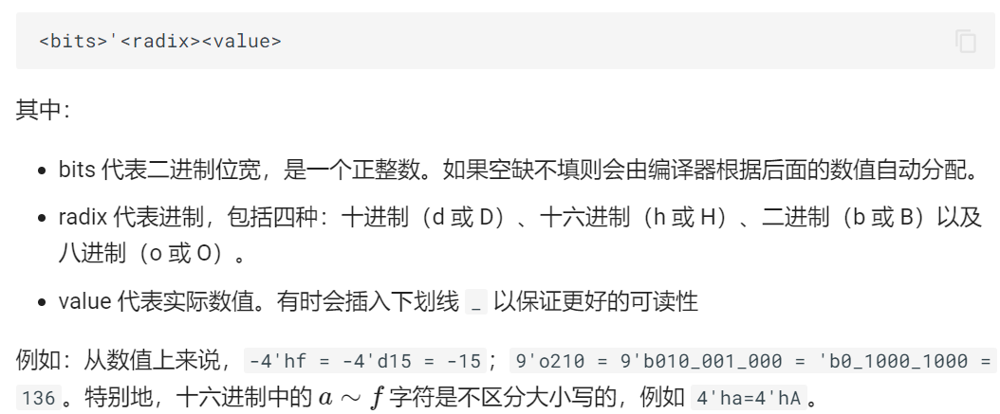 <bits>'<radix><value>
其中：
bits 代表二进制位宽，是一个正整数。如果空缺不填则会由编译器根据后面的数值自动分配。
radix 代表进制，包括四种：十进制（d 或 D）、十六进制（h 或 H）、二进制（b 或 B）以及
八进制（o 或 O）。
value 代表实际数值。有时会插入下划线 _ 以保证更好的可读性
例如：从数值上来说，-4'hf = -4'd15 = -15；9'o210 = 9'b010_001_000 = 'b0_1000_1000 =
136。特别地，十六进制中的 a ∼ f 字符是不区分大小写的，例如 4'ha=4'hA。